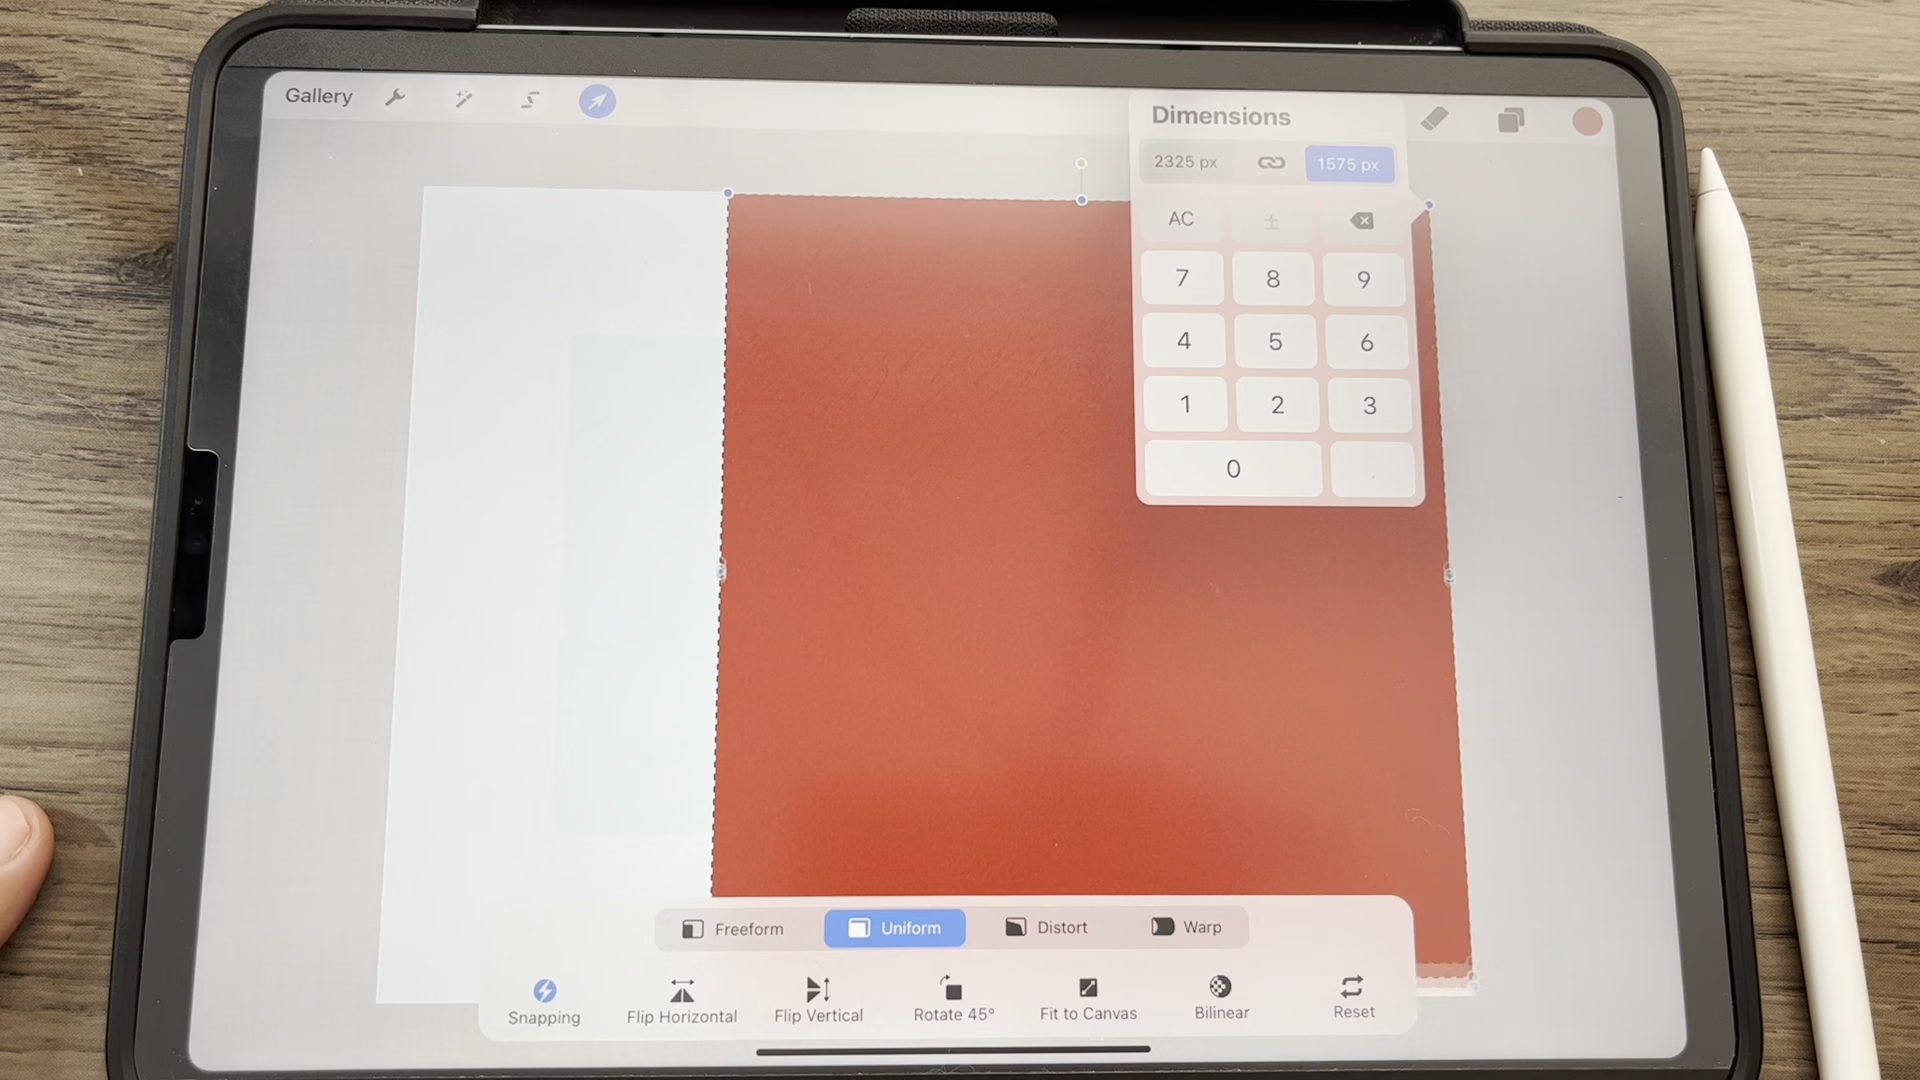 Gallery
Dimensions
2325 px 1575 px
AC ±
7 8 9
4 5 6
1 2 3
0 .
Freeform Uniform Distort Warp
Snapping Flip Horizontal Flip Vertical Rotate 45° Fit to Canvas Bilinear Reset